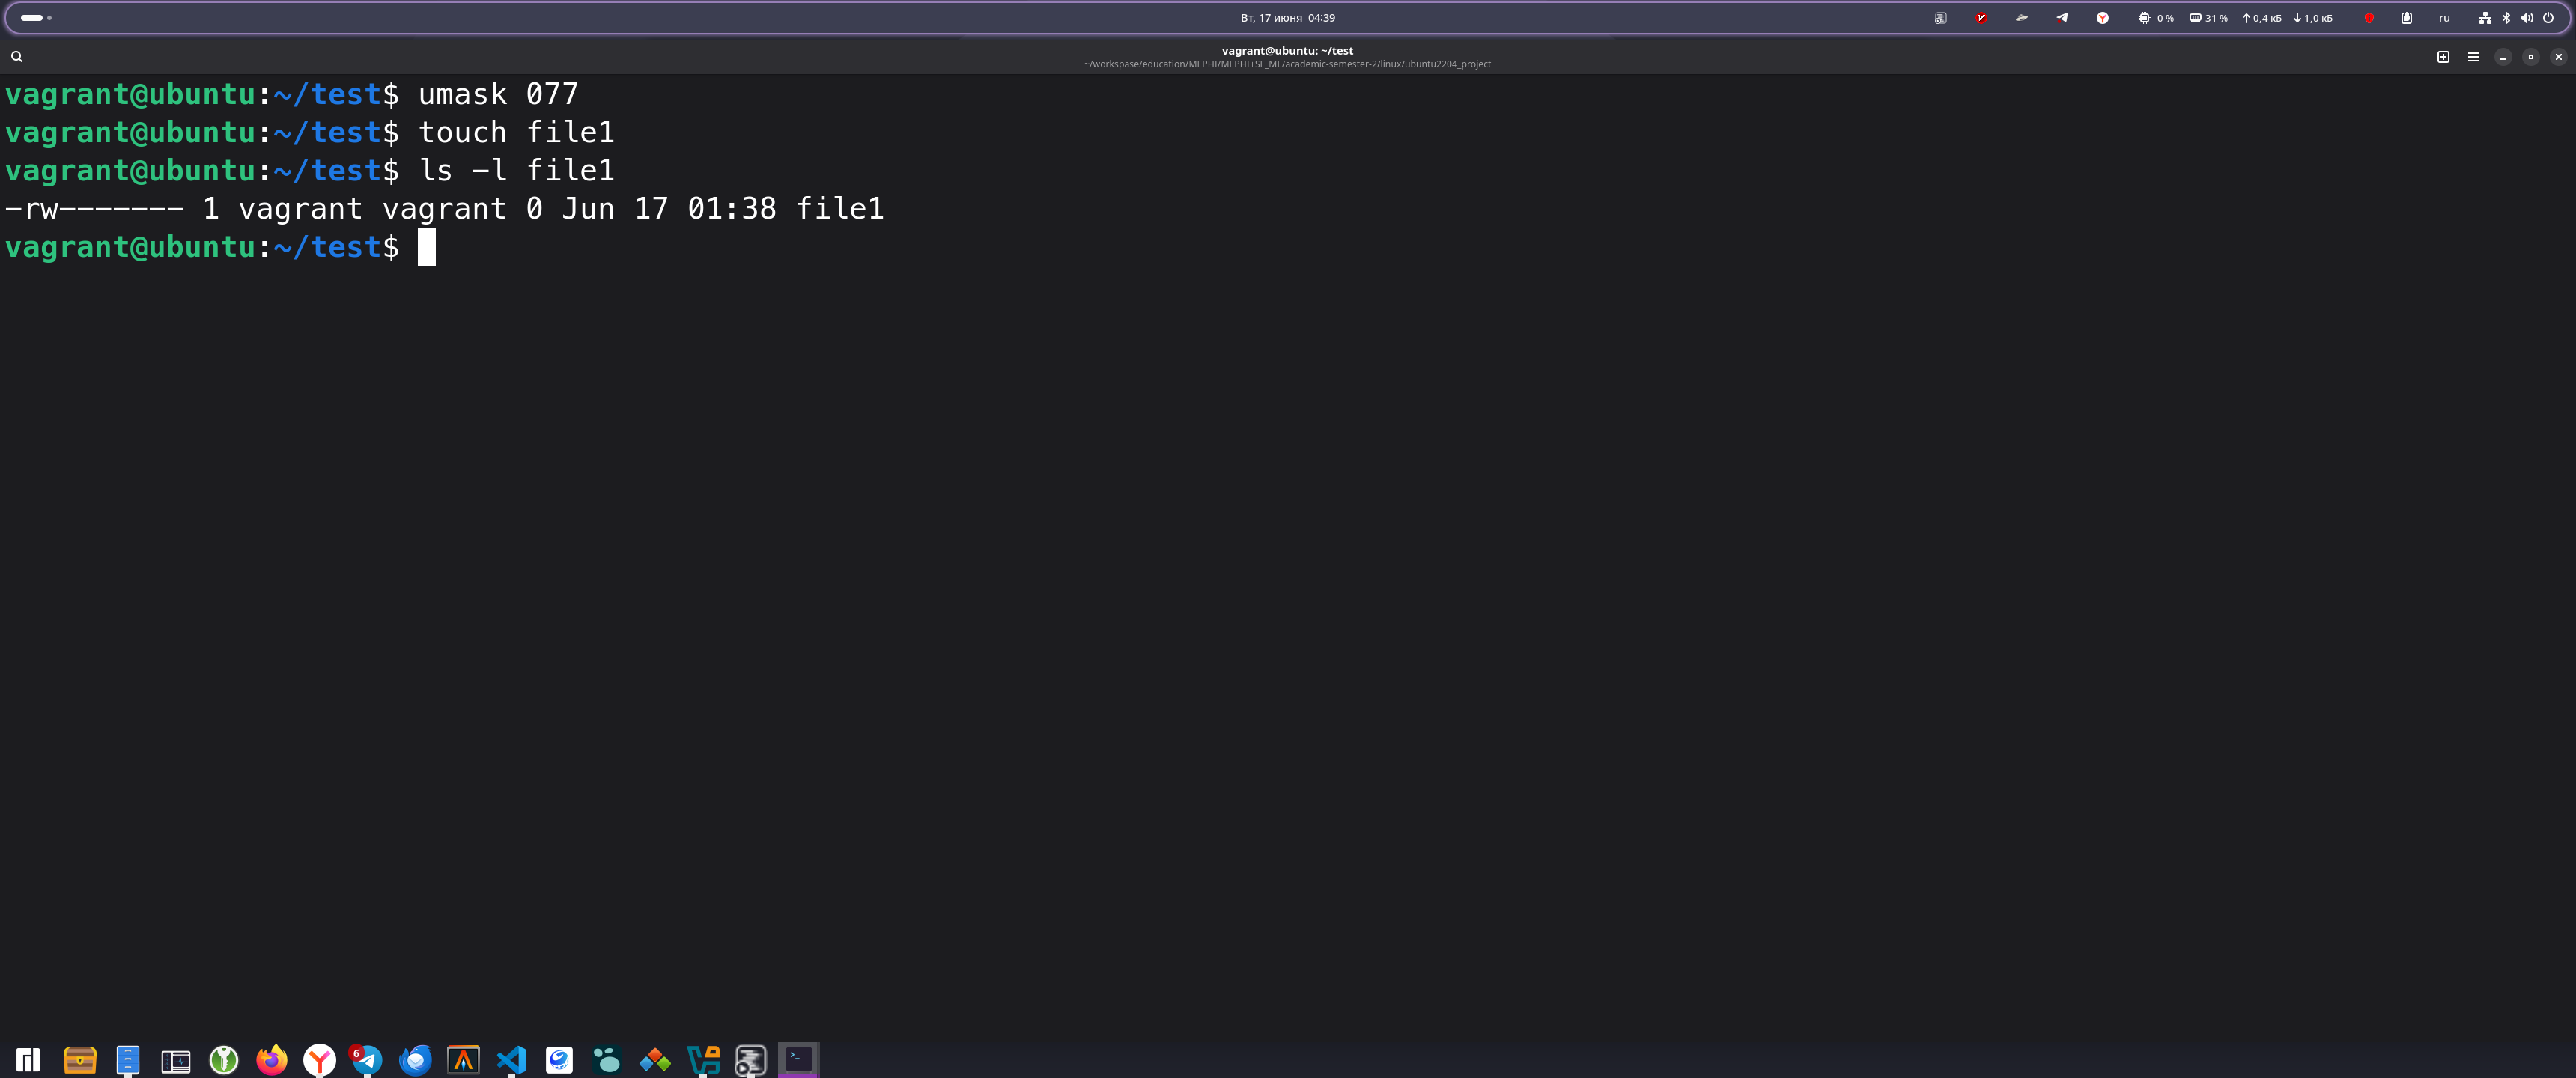 Вт, 17 июня 04:39
0 %
31 %
0,4 кБ
1,0 кБ
ru
vagrant@ubuntu: ~/test
~/workspase/education/MEPHI/MEPHI+SF_ML/academic-semester-2/linux/ubuntu2204_project
vagrant@ubuntu:~/test$ umask 077
vagrant@ubuntu:~/test$ touch file1
vagrant@ubuntu:~/test$ ls -l file1
-rw------- 1 vagrant vagrant 0 Jun 17 01:38 file1
vagrant@ubuntu:~/test$
6